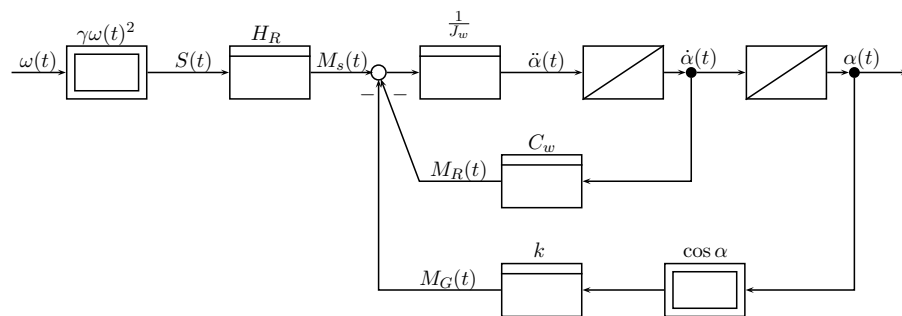 γω(t)²
H_R
1/J_w
ω(t)
S(t)
M_s(t)
α̈(t)
α̇(t)
α(t)
−
−
C_w
M_R(t)
k
cos α
M_G(t)